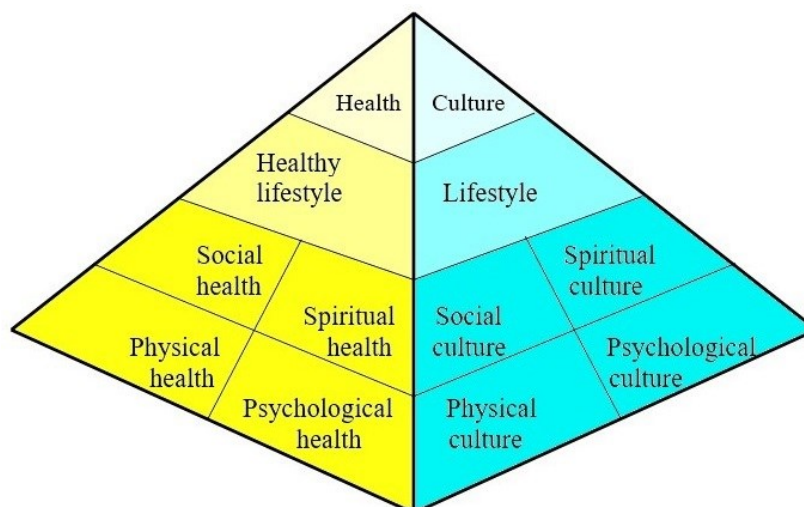 Health
Culture
Healthy
lifestyle
Lifestyle
Social
health
Spiritual
culture
Spiritual
health
Social
culture
Physical
health
Psychological
culture
Psychological
health
Physical
culture